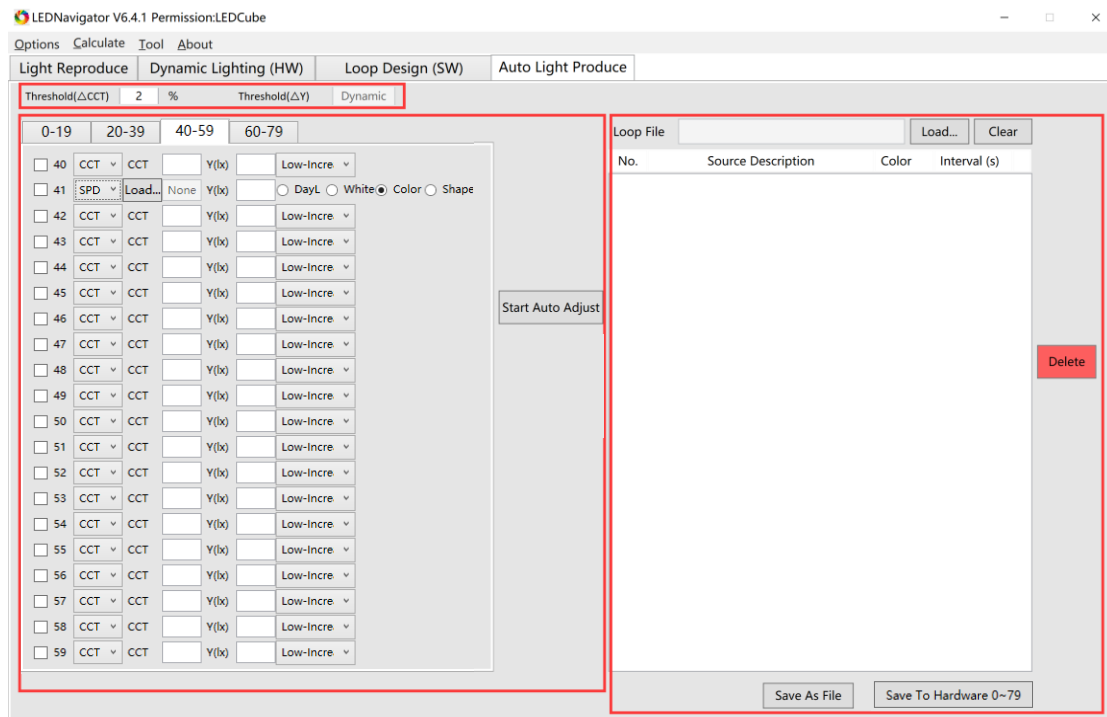 LEDNavigator V6.4.1 Permission:LEDCube
Options Calculate Tool About
Light Reproduce Dynamic Lighting (HW) Loop Design (SW) Auto Light Produce
Threshold(△CCT) 2 % Threshold(△Y) Dynamic
0-19 20-39 40-59 60-79
40 CCT CCT Y(lx) Low-Incre
41 SPD Load... None Y(lx) DayL White Color Shape
42 CCT CCT Y(lx) Low-Incre
43 CCT CCT Y(lx) Low-Incre
44 CCT CCT Y(lx) Low-Incre
45 CCT CCT Y(lx) Low-Incre
46 CCT CCT Y(lx) Low-Incre
47 CCT CCT Y(lx) Low-Incre
48 CCT CCT Y(lx) Low-Incre
49 CCT CCT Y(lx) Low-Incre
50 CCT CCT Y(lx) Low-Incre
51 CCT CCT Y(lx) Low-Incre
52 CCT CCT Y(lx) Low-Incre
53 CCT CCT Y(lx) Low-Incre
54 CCT CCT Y(lx) Low-Incre
55 CCT CCT Y(lx) Low-Incre
56 CCT CCT Y(lx) Low-Incre
57 CCT CCT Y(lx) Low-Incre
58 CCT CCT Y(lx) Low-Incre
59 CCT CCT Y(lx) Low-Incre
Start Auto Adjust
Loop File Load... Clear
No. Source Description Color Interval (s)
Delete
Save As File Save To Hardware 0~79